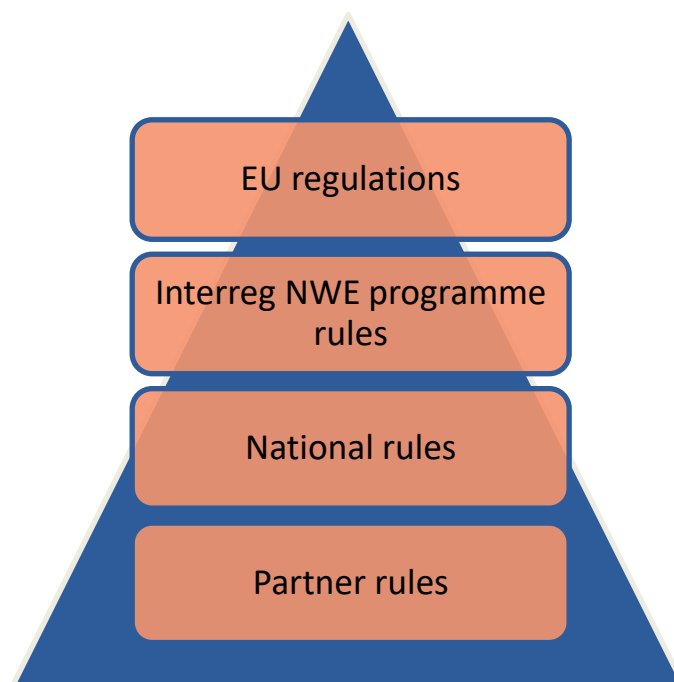 EU regulations
Interreg NWE programme
rules
National rules
Partner rules